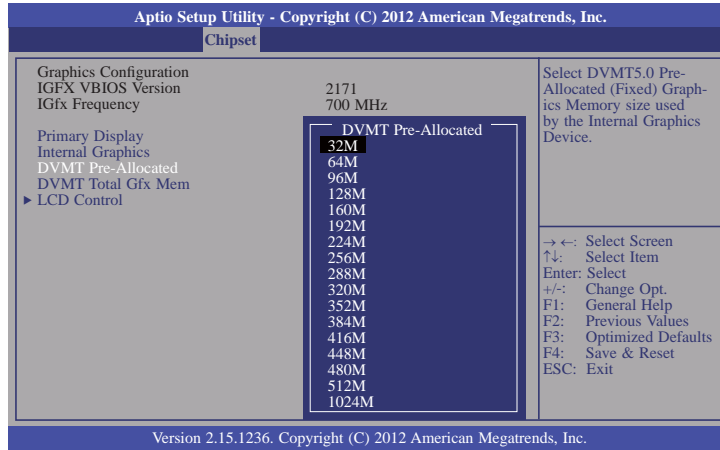 Aptio Setup Utility - Copyright (C) 2012 American Megatrends, Inc.
Chipset
Graphics Configuration
IGFX VBIOS Version 2171
IGfx Frequency 700 MHz
Primary Display
Internal Graphics
DVMT Pre-Allocated
DVMT Total Gfx Mem
▶ LCD Control
DVMT Pre-Allocated
32M
64M
96M
128M
160M
192M
224M
256M
288M
320M
352M
384M
416M
448M
480M
512M
1024M
Select DVMT5.0 Pre-
Allocated (Fixed) Graph-
ics Memory size used
by the Internal Graphics
Device.
→ ←: Select Screen
↑↓: Select Item
Enter: Select
+/-: Change Opt.
F1: General Help
F2: Previous Values
F3: Optimized Defaults
F4: Save & Reset
ESC: Exit
Version 2.15.1236. Copyright (C) 2012 American Megatrends, Inc.